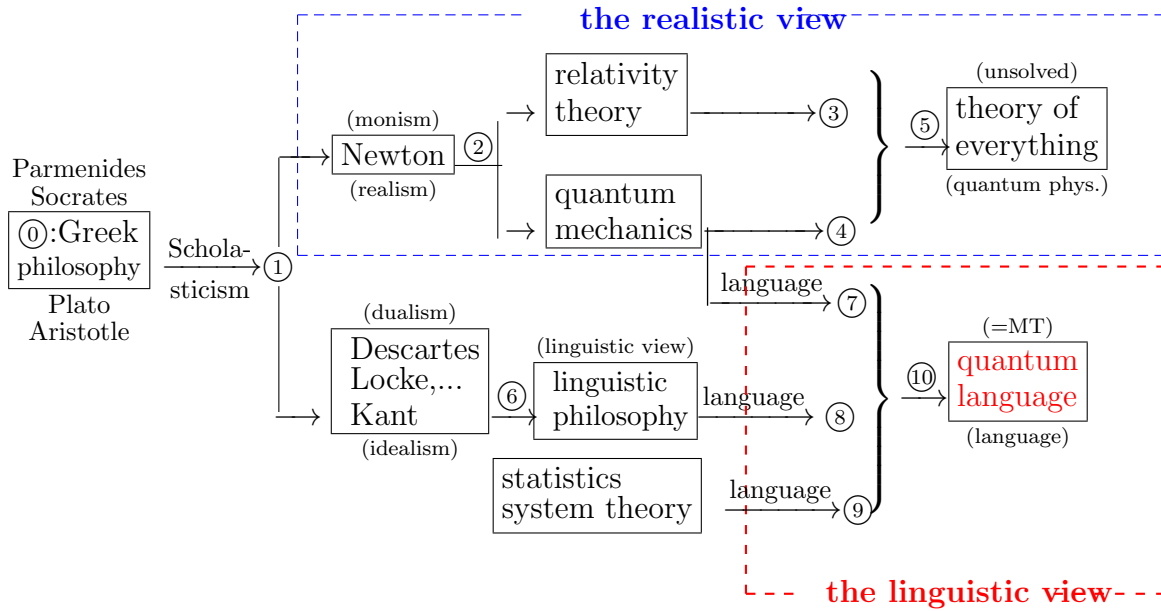 the realistic view
Parmenides
Socrates
⓪:Greek
philosophy
Plato
Aristotle
Schola-
sticism
①
(monism)
Newton
(realism)
②
relativity
theory
③
quantum
mechanics
④
⑤
(unsolved)
theory of
everything
(quantum phys.)
language
⑦
(dualism)
Descartes
Locke,...
Kant
(idealism)
⑥
(linguistic view)
linguistic
philosophy
language
⑧
statistics
system theory
language
⑨
⑩
(=MT)
quantum
language
(language)
the linguistic view